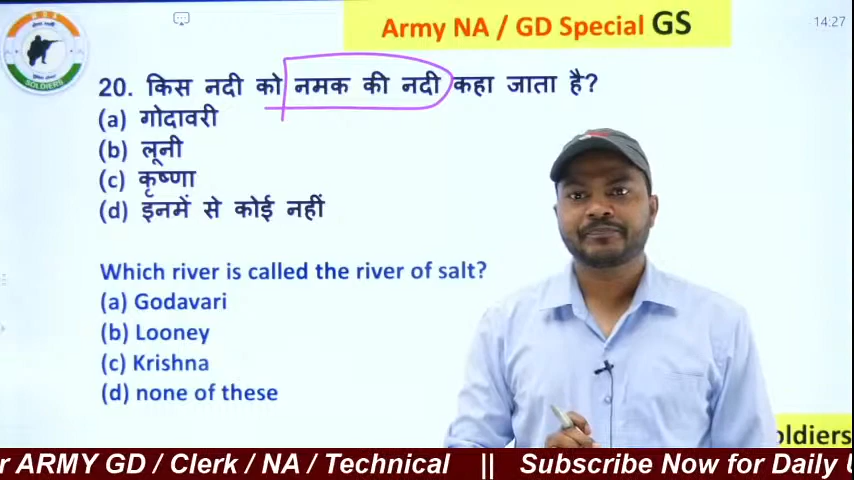 Army NA / GD Special GS
14:27
SOLDIERS
20. किस नदी को नमक की नदी कहा जाता है?
(a) गोदावरी
(b) लूनी
(c) कृष्णा
(d) इनमें से कोई नहीं
Which river is called the river of salt?
(a) Godavari
(b) Looney
(c) Krishna
(d) none of these
oldiers
r ARMY GD / Clerk / NA / Technical || Subscribe Now for Daily